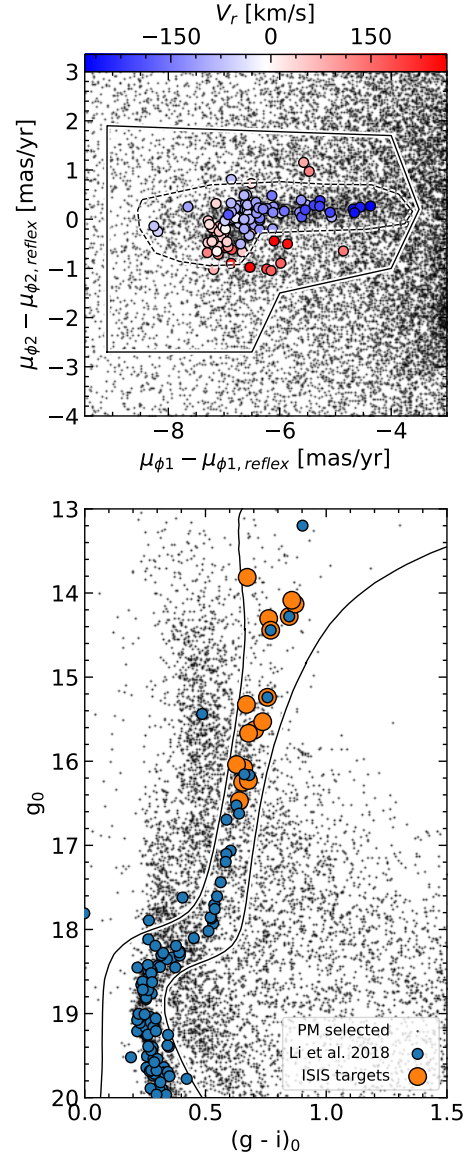 V_r [km/s]
−150 0 150
3
2
1
0
−1
−2
−3
−4
μ_ϕ2 − μ_ϕ2, reflex [mas/yr]
−8 −6 −4
μ_ϕ1 − μ_ϕ1, reflex [mas/yr]
13
14
15
16
17
18
19
20
g_0
PM selected
Li et al. 2018
ISIS targets
0.0 0.5 1.0 1.5
(g - i)_0